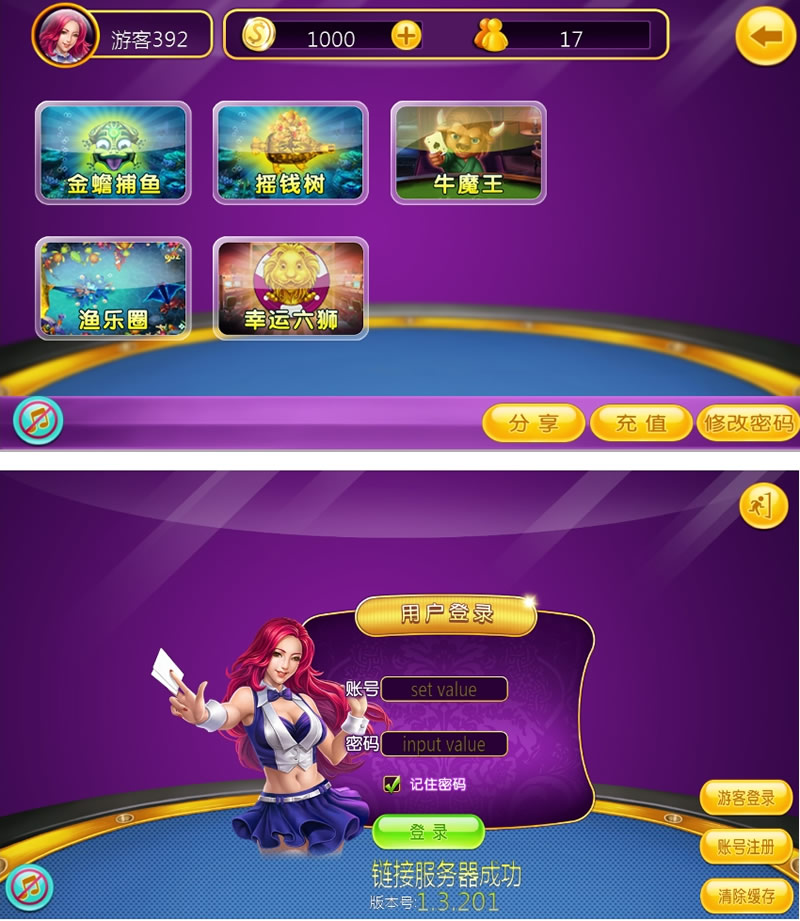 游客392
1000
17
金蟾捕鱼
摇钱树
牛魔王
渔乐圈
幸运六狮
分享
充值
修改密码
用户登录
账号 set value
密码 input value
记住密码
登录
链接服务器成功
版本号:1.3.201
游客登录
账号注册
清除缓存